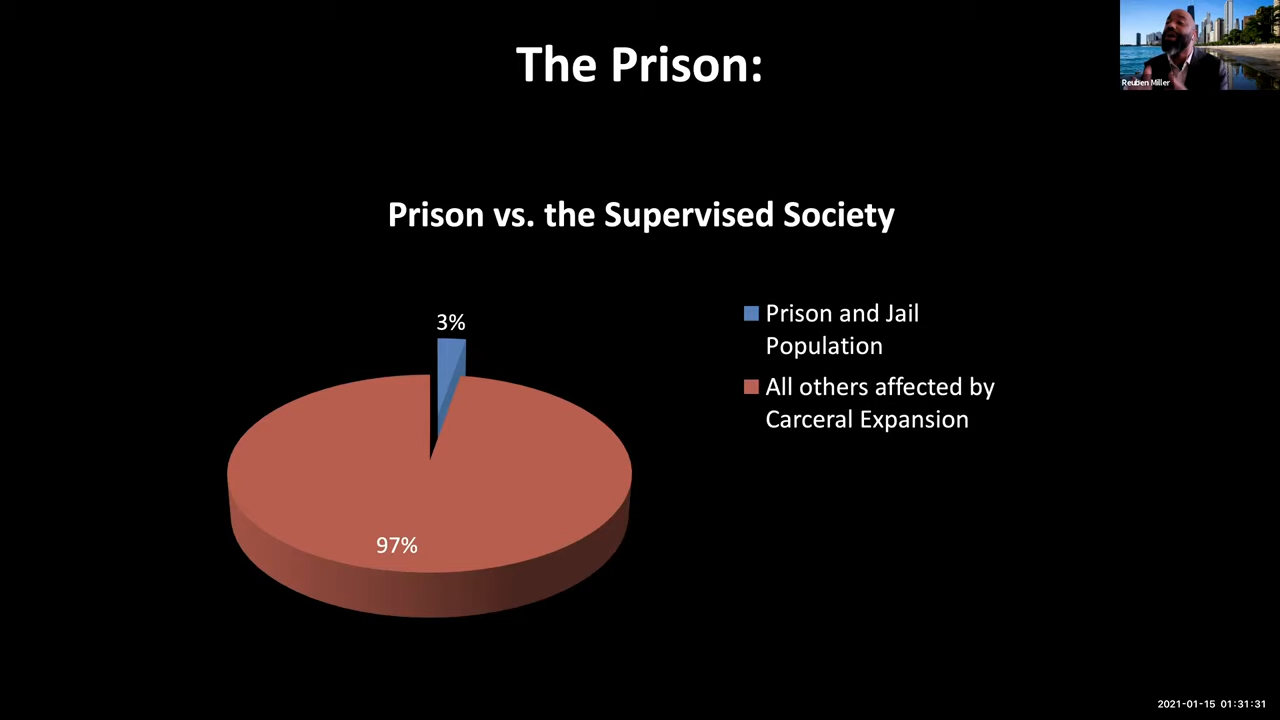 The Prison:
Reuben Miller
Prison vs. the Supervised Society
3%
Prison and Jail
Population
All others affected by
Carceral Expansion
97%
2021-01-15 01:31:31